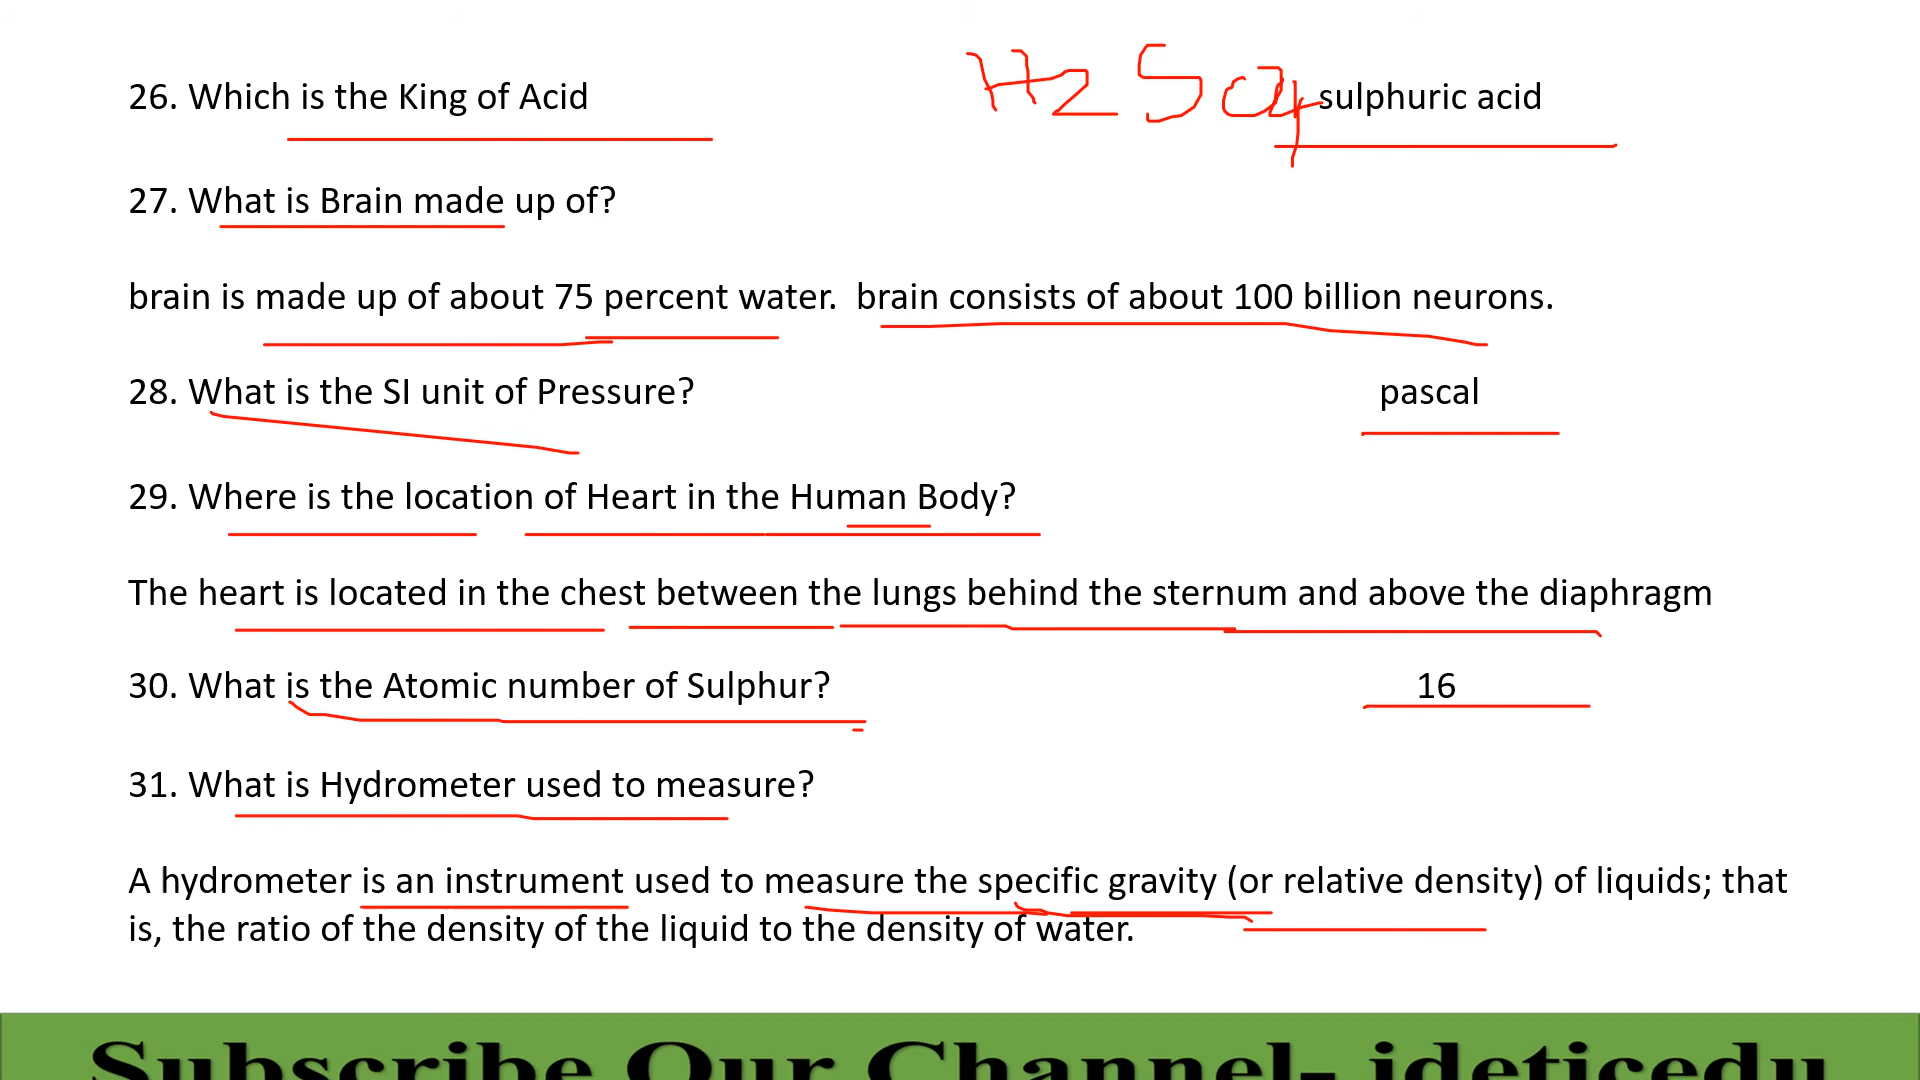 26. Which is the King of Acid H2SO4 sulphuric acid
27. What is Brain made up of?
brain is made up of about 75 percent water.  brain consists of about 100 billion neurons.
28. What is the SI unit of Pressure? pascal
29. Where is the location of Heart in the Human Body?
The heart is located in the chest between the lungs behind the sternum and above the diaphragm
30. What is the Atomic number of Sulphur? 16
31. What is Hydrometer used to measure?
A hydrometer is an instrument used to measure the specific gravity (or relative density) of liquids; that
is, the ratio of the density of the liquid to the density of water.
Subscribe Our Channel- ideticedu